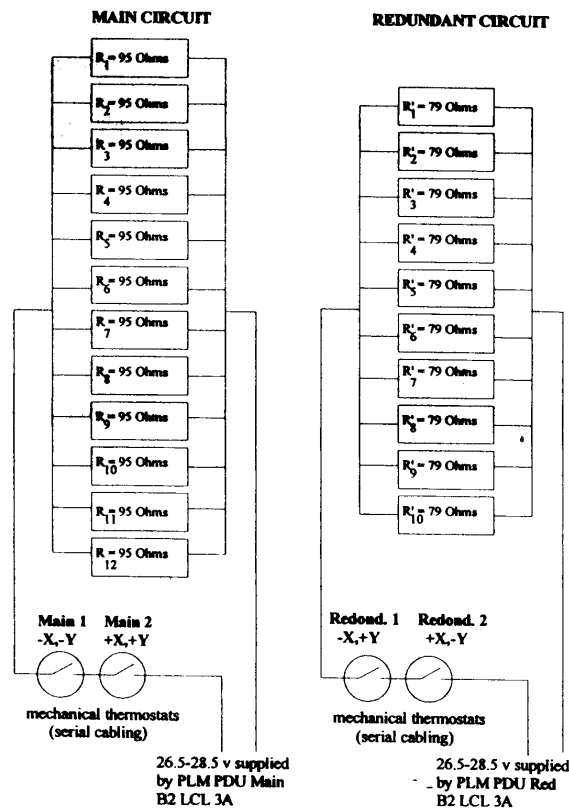 MAIN CIRCUIT
R1= 95 Ohms
R2= 95 Ohms
R3= 95 Ohms
R4= 95 Ohms
R5= 95 Ohms
R6= 95 Ohms
R7= 95 Ohms
R8= 95 Ohms
R9= 95 Ohms
R10= 95 Ohms
R11= 95 Ohms
R12= 95 Ohms
Main 1 Main 2
-X,-Y +X,+Y
mechanical thermostats
(serial cabling)
26.5-28.5 v supplied
by PLM PDU Main
B2 LCL 3A
REDUNDANT CIRCUIT
R'1= 79 Ohms
R'2= 79 Ohms
R'3= 79 Ohms
R'4= 79 Ohms
R'5= 79 Ohms
R'6= 79 Ohms
R'7= 79 Ohms
R'8= 79 Ohms
R'9= 79 Ohms
R'10= 79 Ohms
Redond. 1 Redond. 2
-X,+Y +X,-Y
mechanical thermostats
(serial cabling)
26.5-28.5 v supplied
by PLM PDU Red
B2 LCL 3A